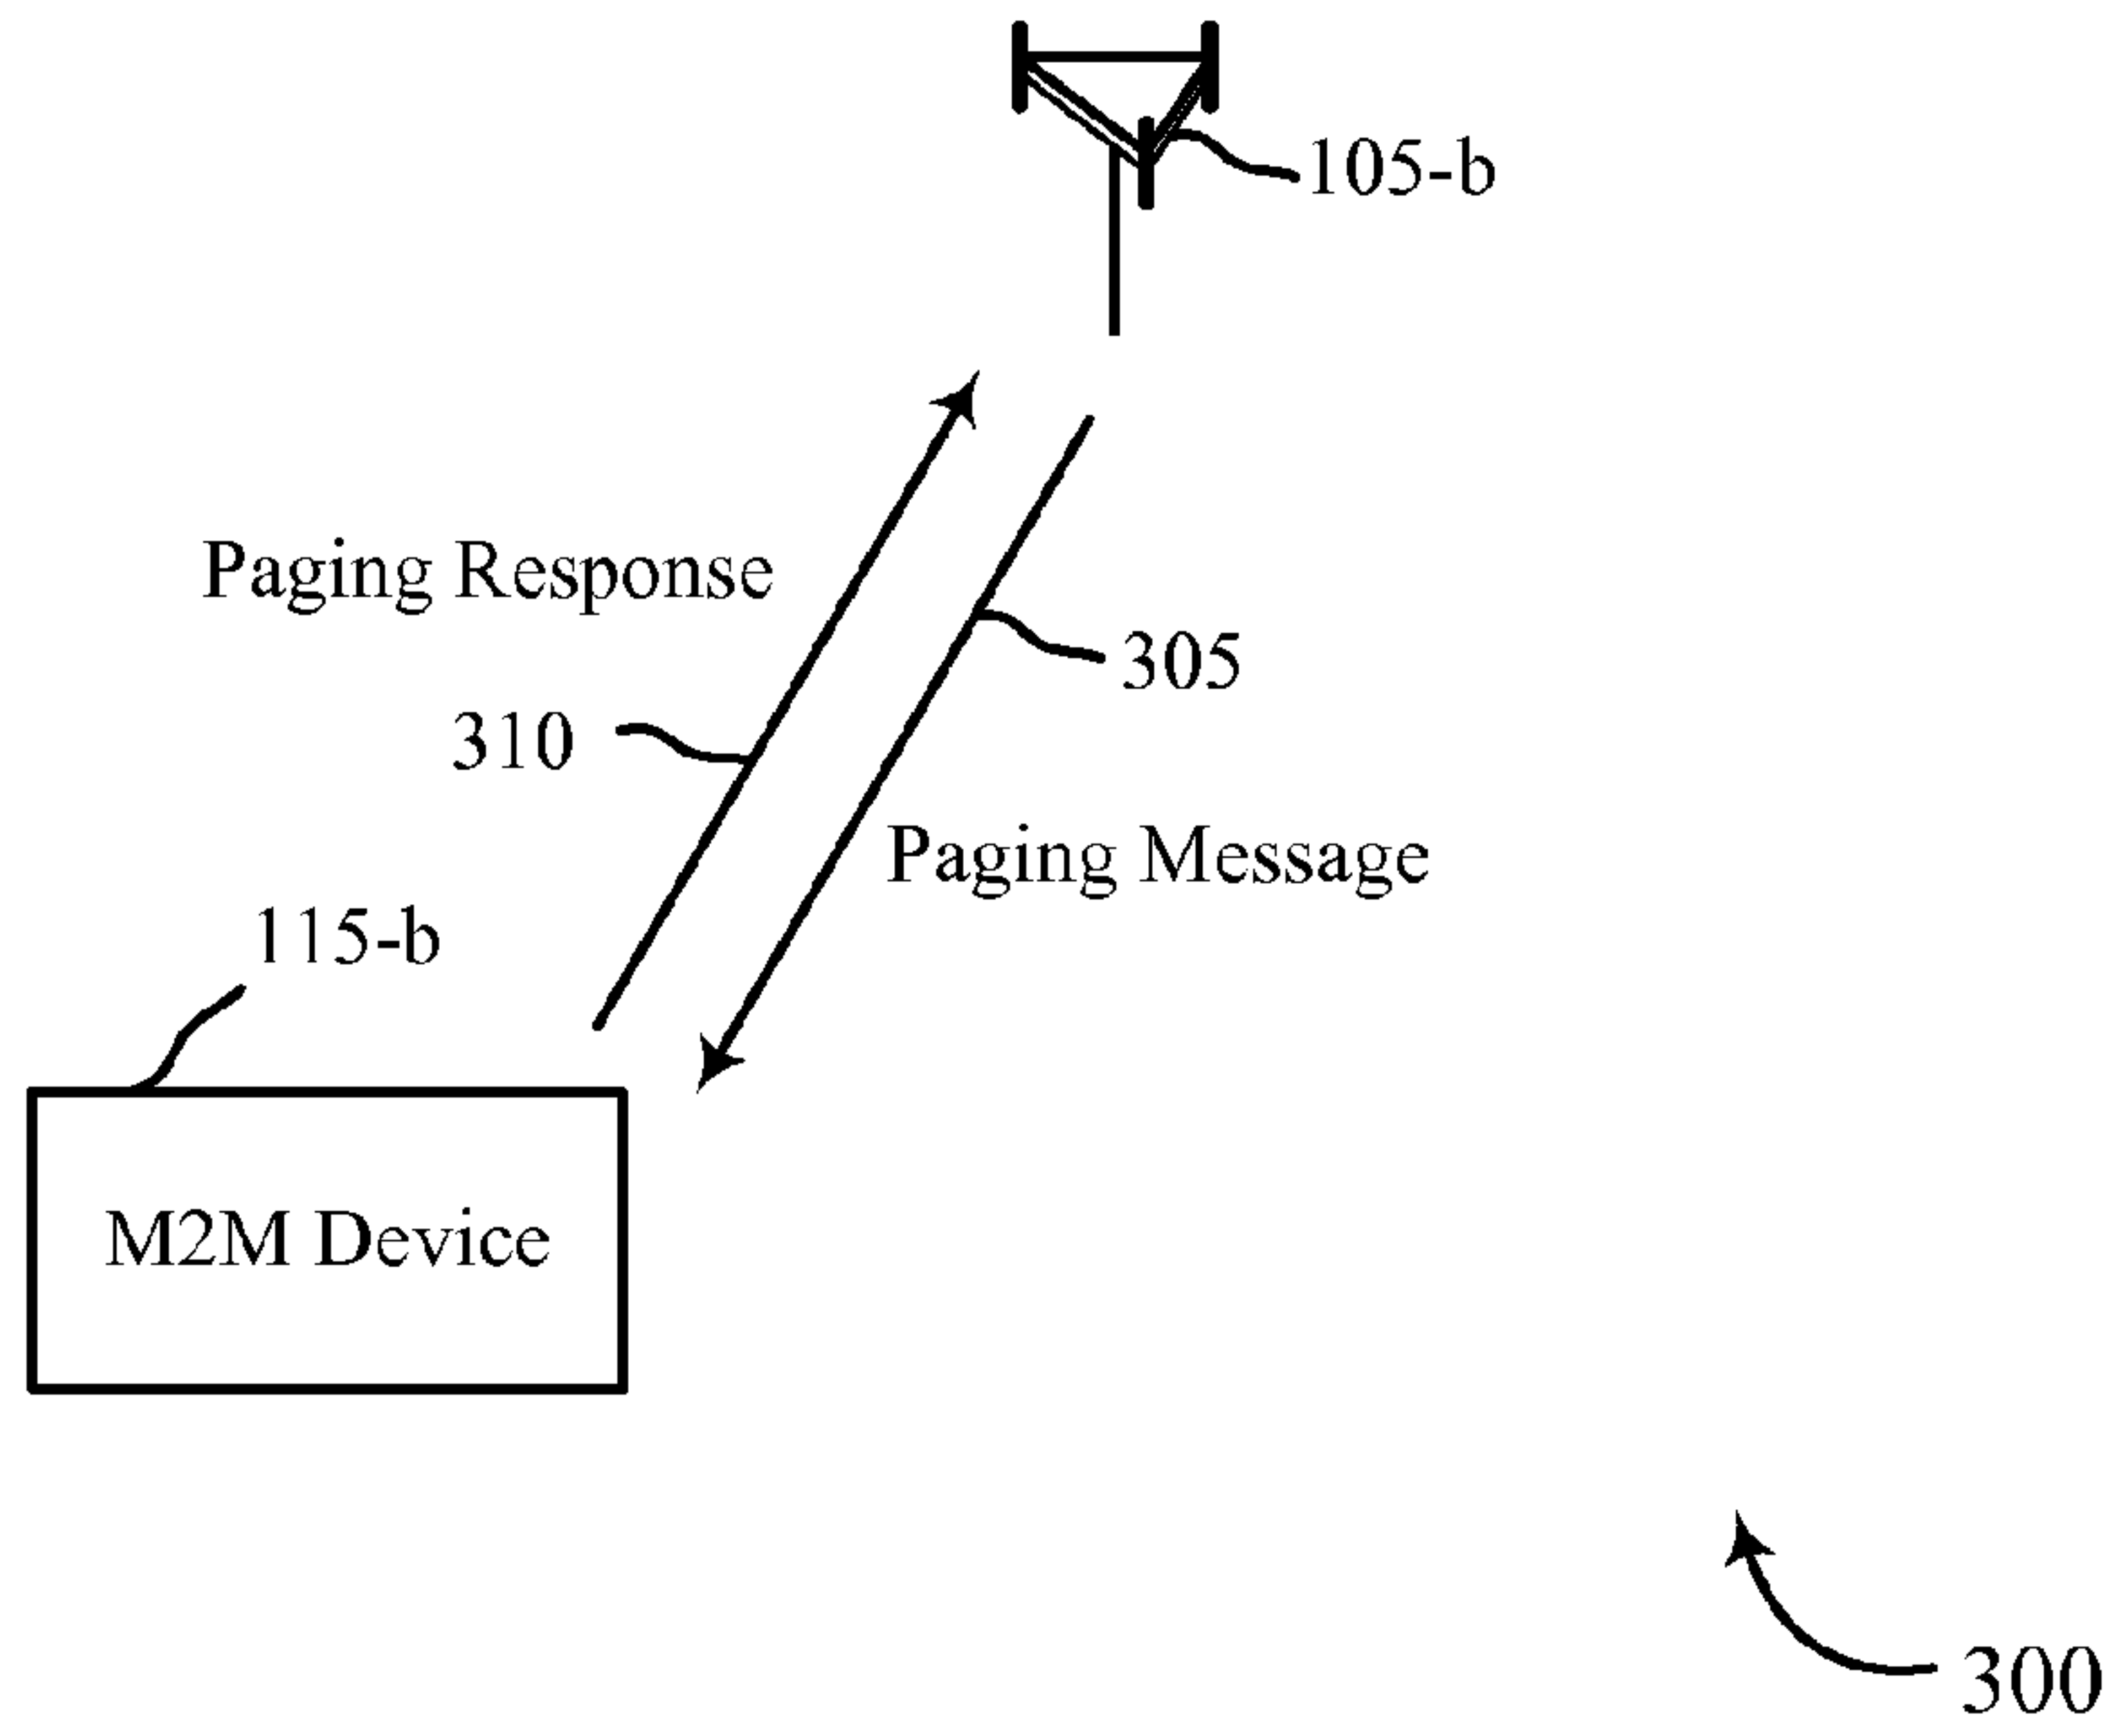 105-b
Paging Response
305
310
Paging Message
115-b
M2M Device
300